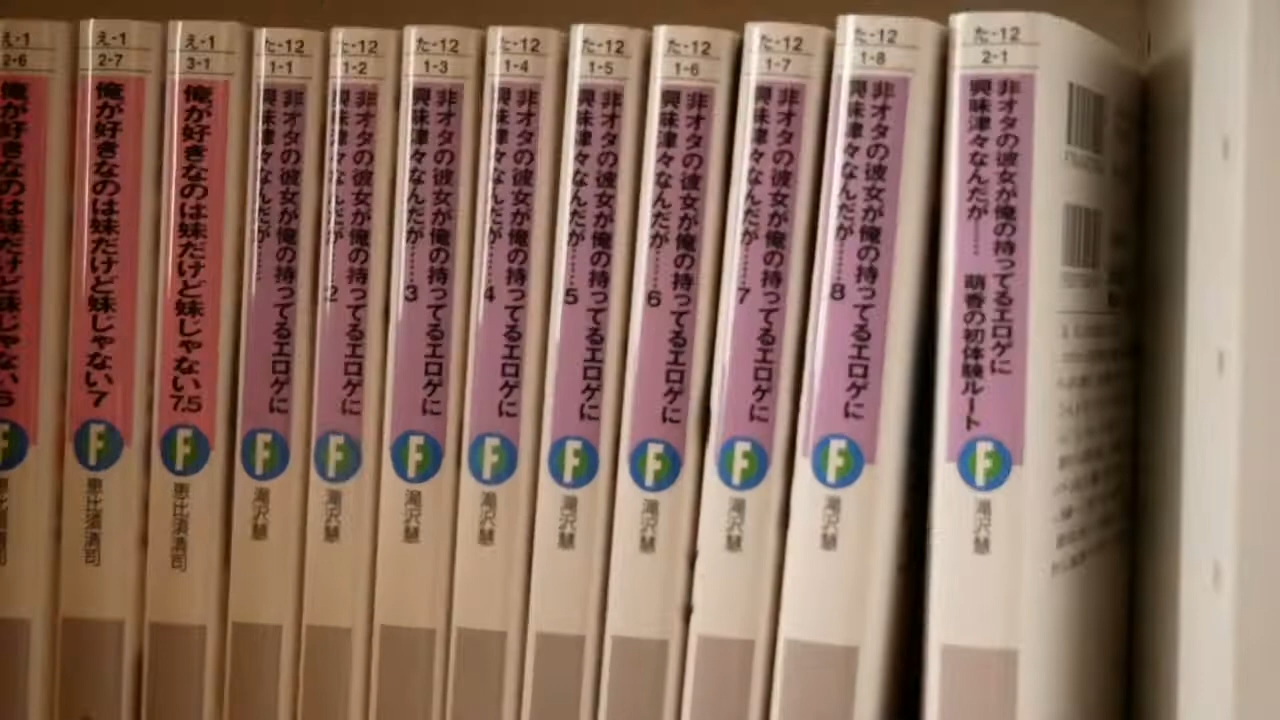 え-1
2-6
俺が好きなのは妹だけど妹じゃない6
恵比須清司
え-1
2-7
俺が好きなのは妹だけど妹じゃない7
F
恵比須清司
え-1
3-1
俺が好きなのは妹だけど妹じゃない7.5
F
恵比須清司
た-12
1-1
非オタの彼女が俺の持ってるエロゲに
興味津々なんだが……
F
滝沢慧
た-12
1-2
非オタの彼女が俺の持ってるエロゲに
興味津々なんだが……2
F
滝沢慧
た-12
1-3
非オタの彼女が俺の持ってるエロゲに
興味津々なんだが……3
F
滝沢慧
た-12
1-4
非オタの彼女が俺の持ってるエロゲに
興味津々なんだが……4
F
滝沢慧
た-12
1-5
非オタの彼女が俺の持ってるエロゲに
興味津々なんだが……5
F
滝沢慧
た-12
1-6
非オタの彼女が俺の持ってるエロゲに
興味津々なんだが……6
F
滝沢慧
た-12
1-7
非オタの彼女が俺の持ってるエロゲに
興味津々なんだが……7
F
滝沢慧
た-12
1-8
非オタの彼女が俺の持ってるエロゲに
興味津々なんだが……8
F
滝沢慧
た-12
2-1
非オタの彼女が俺の持ってるエロゲに
興味津々なんだが…… 萌香の初体験ルート
F
滝沢慧